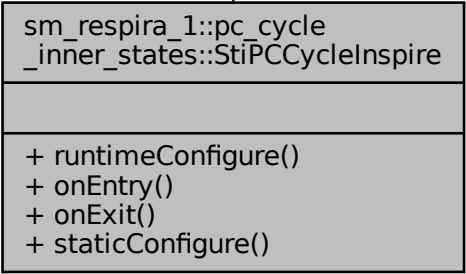 sm_respira_1::pc_cycle
_inner_states::StiPCCycleInspire
+ runtimeConfigure()
+ onEntry()
+ onExit()
+ staticConfigure()